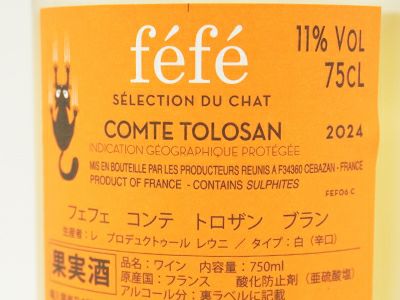 féfé
11% VOL
75cL
SÉLECTION DU CHAT
COMTE TOLOSAN
2024
INDICATION GÉOGRAPHIQUE PROTÉGÉE
MIS EN BOUTEILLE PAR LES PRODUCTEURS REUNIS A F34360 CEBAZAN - FRANCE
PRODUCT OF FRANCE - CONTAINS SULPHITES
FEF06 C
フェフェ コンテ トロザン ブラン
生産者:レ プロデュクトゥール レウニ / タイプ:白(辛口)
果実酒
品名:ワイン 内容量:750ml
原産国:フランス 酸化防止剤(亜硫酸塩)
アルコール分:裏ラベルに記載